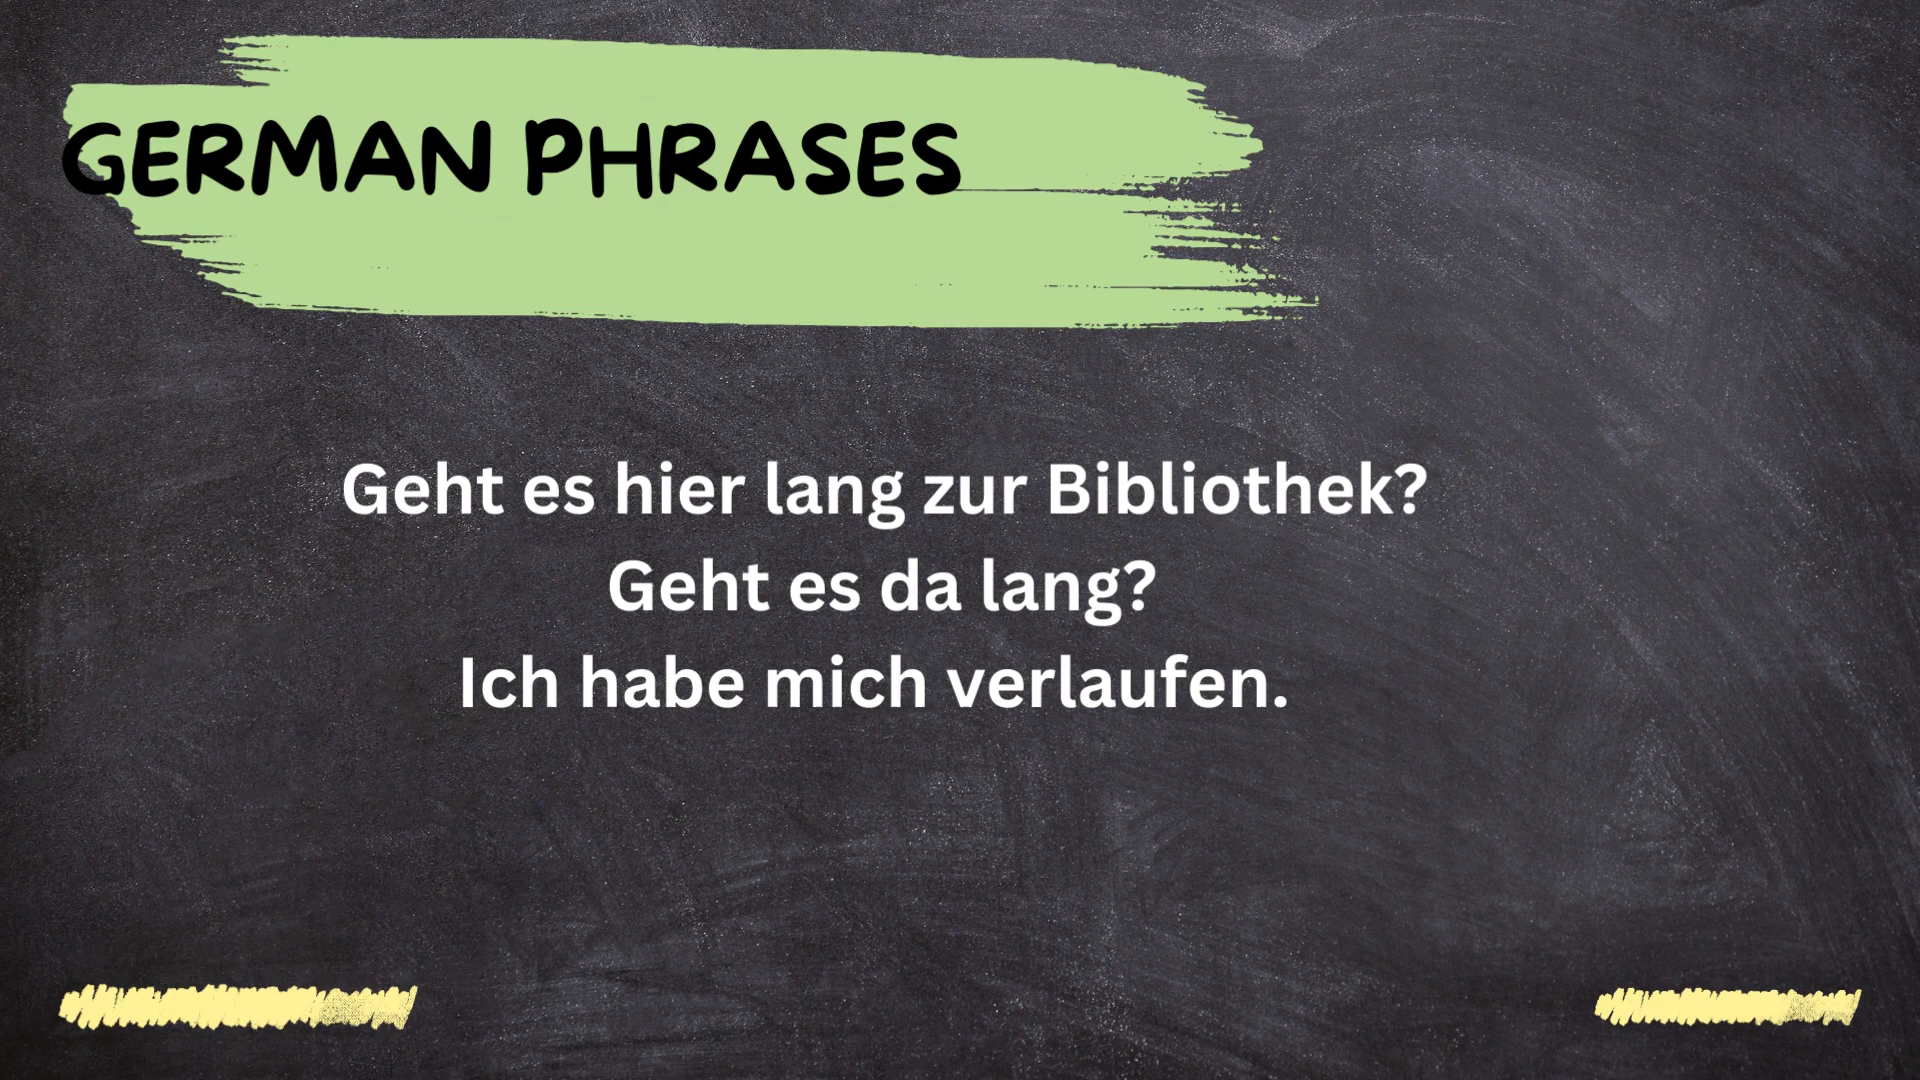 GERMAN PHRASES
Geht es hier lang zur Bibliothek?
Geht es da lang?
Ich habe mich verlaufen.